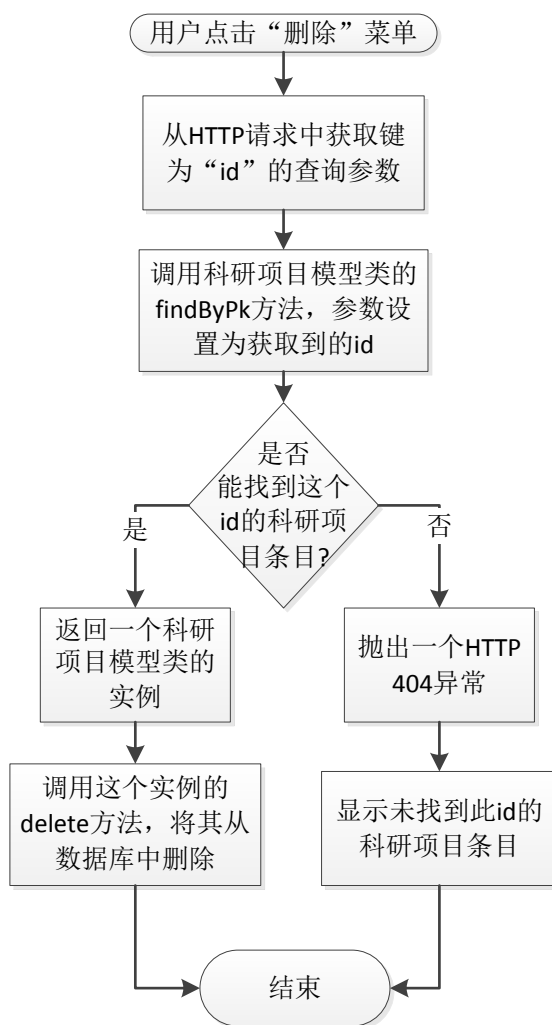 用户点击“删除”菜单
从HTTP请求中获取键
为“id”的查询参数
调用科研项目模型类的
findByPk方法，参数设
置为获取到的id
是否
能找到这个
id的科研项
目条目?
是
否
返回一个科研
项目模型类的
实例
抛出一个HTTP
404异常
调用这个实例的
delete方法，将其从
数据库中删除
显示未找到此id的
科研项目条目
结束